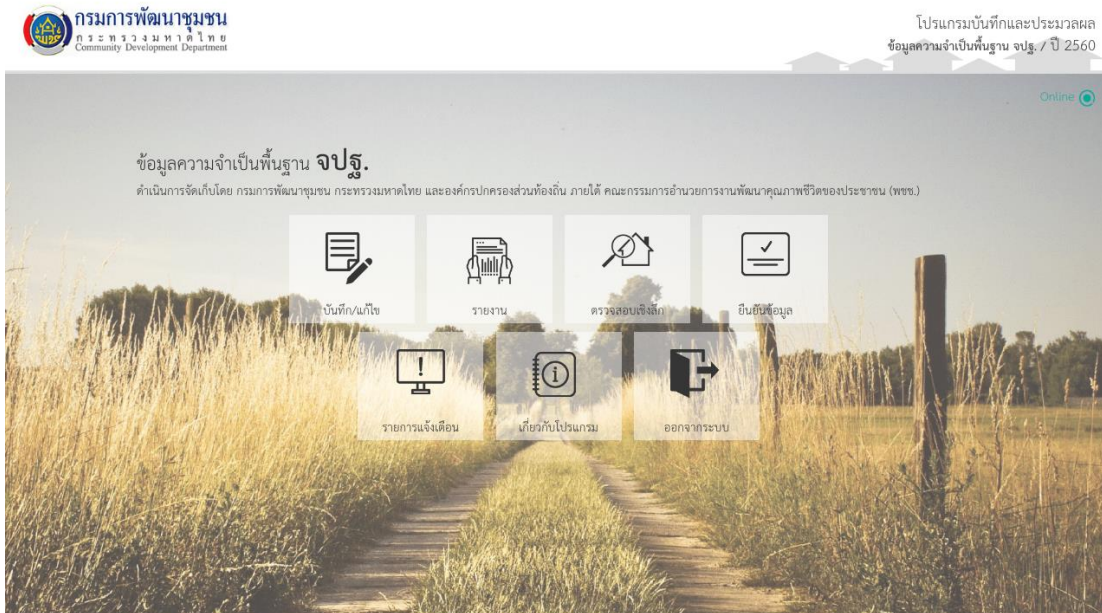 กรมการพัฒนาชุมชน
กระทรวงมหาดไทย
Community Development Department
โปรแกรมบันทึกและประมวลผล
ข้อมูลความจำเป็นพื้นฐาน จปฐ. / ปี 2560
Online
ข้อมูลความจำเป็นพื้นฐาน จปฐ.
ดำเนินการจัดเก็บโดย กรมการพัฒนาชุมชน กระทรวงมหาดไทย และองค์กรปกครองส่วนท้องถิ่น ภายใต้ คณะกรรมการอำนวยการงานพัฒนาคุณภาพชีวิตของประชาชน (พชช.)
บันทึก/แก้ไข
รายงาน
ตรวจสอบเชิงลึก
ยืนยันข้อมูล
รายการแจ้งเตือน
เกี่ยวกับโปรแกรม
ออกจากระบบ